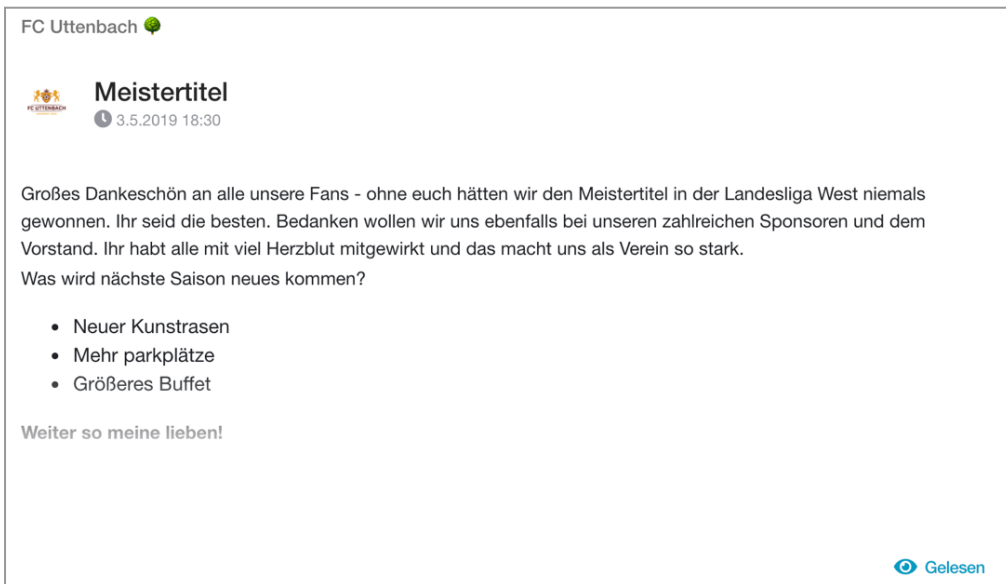 FC Uttenbach 🌳
Meistertitel
3.5.2019 18:30
FC UTTENBACH
Großes Dankeschön an alle unsere Fans - ohne euch hätten wir den Meistertitel in der Landesliga West niemals
gewonnen. Ihr seid die besten. Bedanken wollen wir uns ebenfalls bei unseren zahlreichen Sponsoren und dem
Vorstand. Ihr habt alle mit viel Herzblut mitgewirkt und das macht uns als Verein so stark.
Was wird nächste Saison neues kommen?
• Neuer Kunstrasen
• Mehr parkplätze
• Größeres Buffet
Weiter so meine lieben!
Gelesen